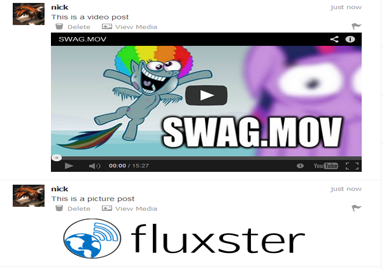 nick just now
This is a video post
Delete View Media
SWAG.MOV
SWAG.MOV
00:00 / 15:27 YouTube
nick just now
This is a picture post
Delete View Media
fluxster